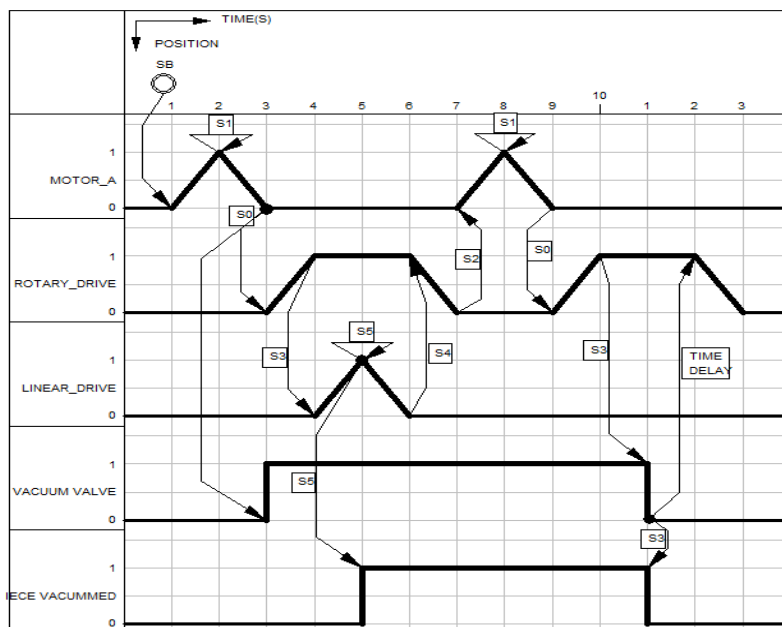 TIME(S)
POSITION
SB
1 2 3 4 5 6 7 8 9 10 1 2 3
S1 S1
1
MOTOR_A
0
S0
S2
S0
1
ROTARY_DRIVE
0
S5
S3
S4
S3
TIME
DELAY
1
LINEAR_DRIVE
0
1
VACUUM VALVE
S5
0
S3
1
IECE VACUMMED
0